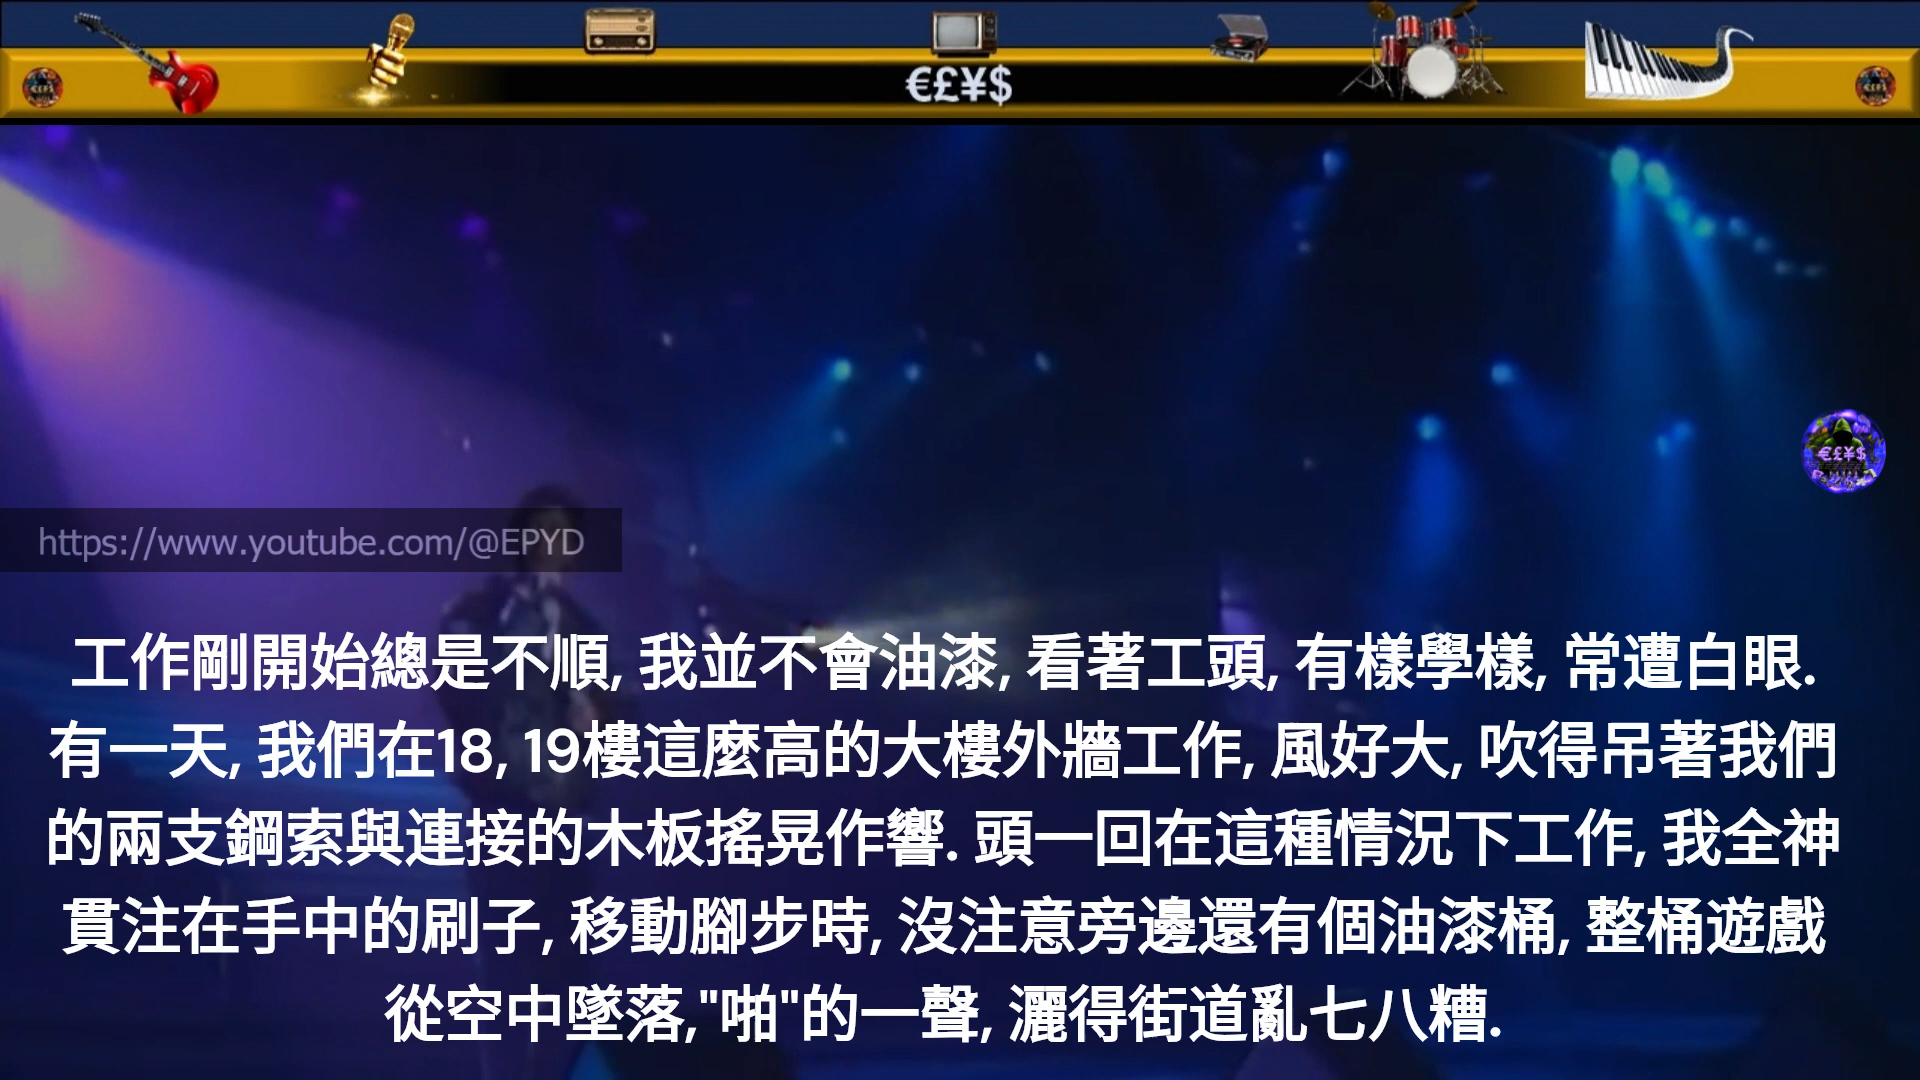 €£¥$
€£¥$
https://www.youtube.com/@EPYD
工作剛開始總是不順, 我並不會油漆, 看著工頭, 有樣學樣, 常遭白眼.
有一天, 我們在18, 19樓這麼高的大樓外牆工作, 風好大, 吹得吊著我們
的兩支鋼索與連接的木板搖晃作響. 頭一回在這種情況下工作, 我全神
貫注在手中的刷子, 移動腳步時, 沒注意旁邊還有個油漆桶, 整桶遊戲
從空中墜落,"啪"的一聲, 灑得街道亂七八糟.